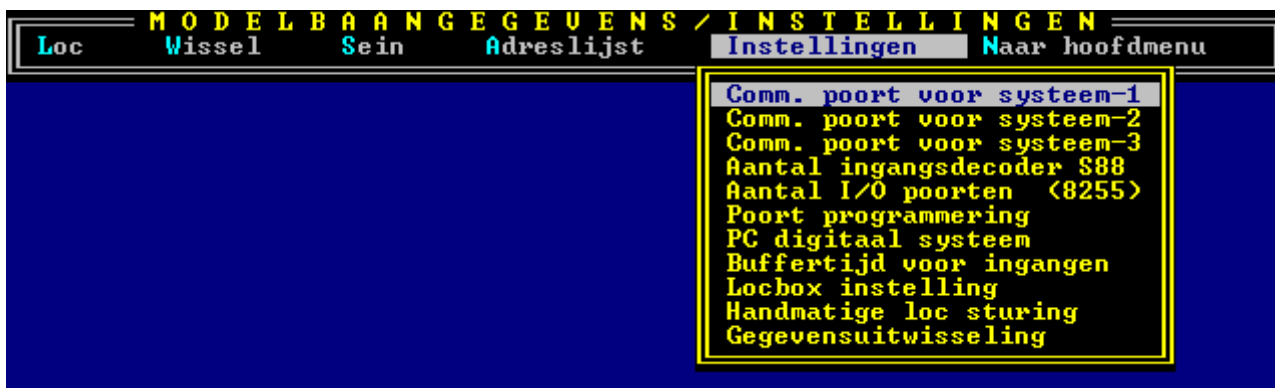 MODELBAANGEGEVENS/INSTELLINGEN
Loc Wissel Sein Adreslijst Instellingen Naar hoofdmenu
Comm. poort voor systeem-1
Comm. poort voor systeem-2
Comm. poort voor systeem-3
Aantal ingangsdecoder S88
Aantal I/O poorten (8255)
Poort programmering
PC digitaal systeem
Buffertijd voor ingangen
Locbox instelling
Handmatige loc sturing
Gegevensuitwisseling